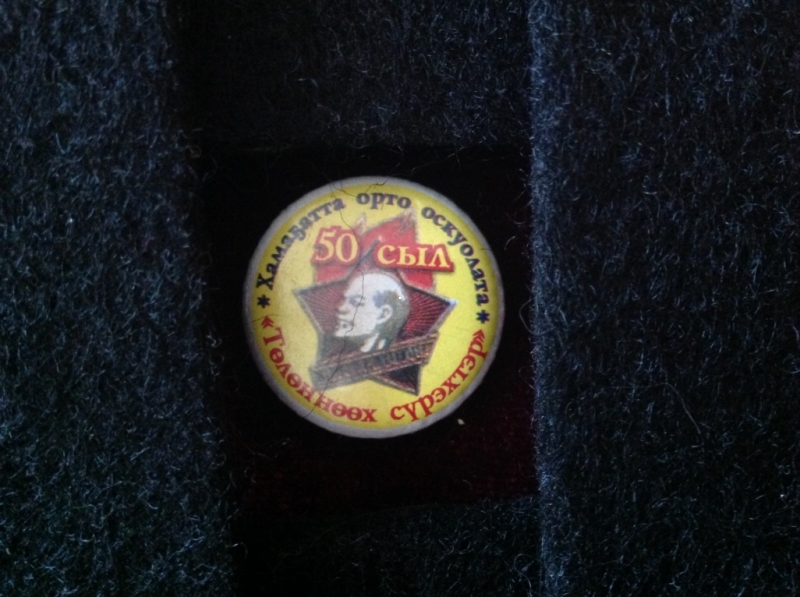 * Хамаҕатта орто оскуолата *
50 сыл
«Төлөннөөх сүрэхтэр»